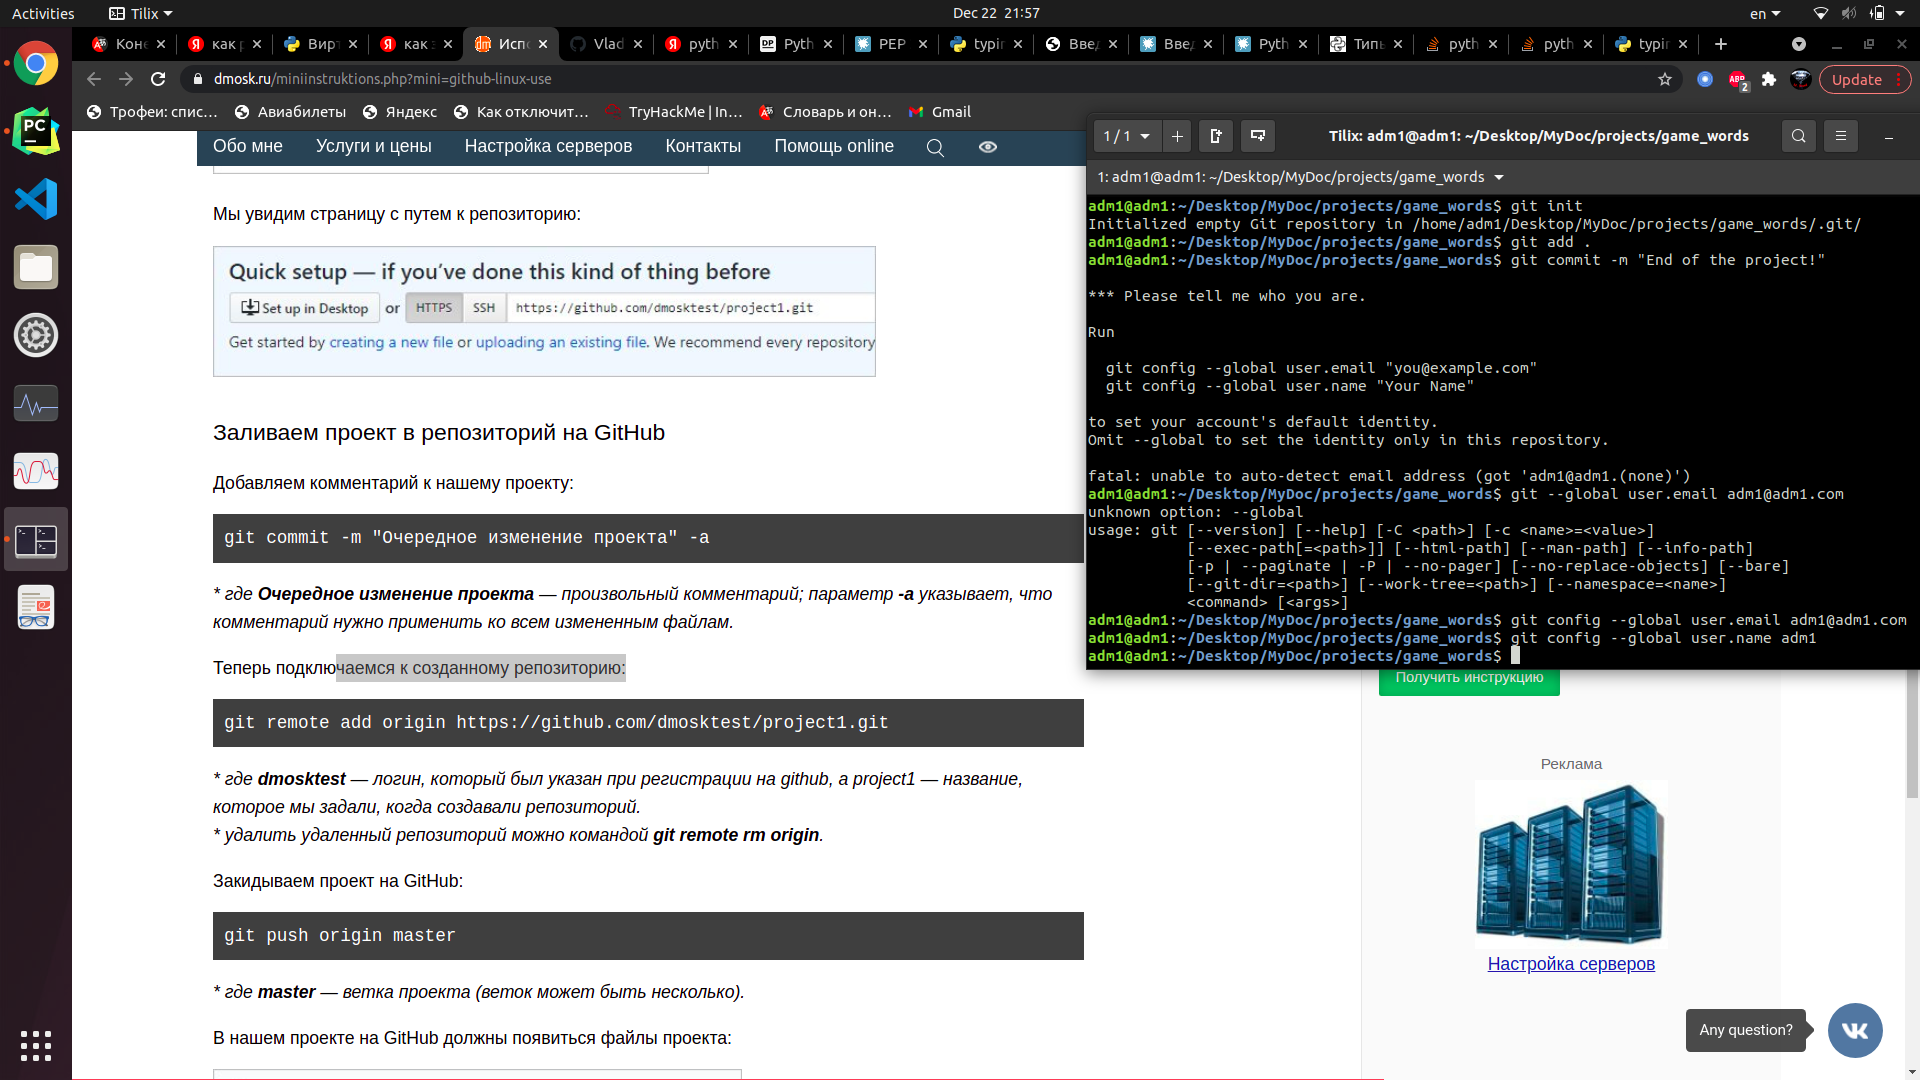 Activities
Tilix
Dec 22 21:57
en
Коне
как р
Вирт
как з
Испо
Vlad
pyth
Pyth
PEP
typir
Введ
Введ
Pyth
Типы
pyth
pyth
typir
dmosk.ru/miniinstruktions.php?mini=github-linux-use
ABP
2
Update
Трофеи: спис…
Авиабилеты
Яндекс
Как отключит…
TryHackMe | In…
Словарь и он…
Gmail
Обо мне
Услуги и цены
Настройка серверов
Контакты
Помощь online
Мы увидим страницу с путем к репозиторию:
Quick setup — if you’ve done this kind of thing before
Set up in Desktop or HTTPS SSH https://github.com/dmosktest/project1.git
Get started by creating a new file or uploading an existing file. We recommend every repository
Заливаем проект в репозиторий на GitHub
Добавляем комментарий к нашему проекту:
git commit -m "Очередное изменение проекта" -a
* где Очередное изменение проекта — произвольный комментарий; параметр -a указывает, что
комментарий нужно применить ко всем измененным файлам.
Теперь подключаемся к созданному репозиторию:
git remote add origin https://github.com/dmosktest/project1.git
* где dmosktest — логин, который был указан при регистрации на github, а project1 — название,
которое мы задали, когда создавали репозиторий.
* удалить удаленный репозиторий можно командой git remote rm origin.
Закидываем проект на GitHub:
git push origin master
* где master — ветка проекта (веток может быть несколько).
В нашем проекте на GitHub должны появиться файлы проекта:
1 / 1
Tilix: adm1@adm1: ~/Desktop/MyDoc/projects/game_words
1: adm1@adm1: ~/Desktop/MyDoc/projects/game_words
adm1@adm1:~/Desktop/MyDoc/projects/game_words$ git init
Initialized empty Git repository in /home/adm1/Desktop/MyDoc/projects/game_words/.git/
adm1@adm1:~/Desktop/MyDoc/projects/game_words$ git add .
adm1@adm1:~/Desktop/MyDoc/projects/game_words$ git commit -m "End of the project!"
*** Please tell me who you are.
Run
git config --global user.email "you@example.com"
git config --global user.name "Your Name"
to set your account's default identity.
Omit --global to set the identity only in this repository.
fatal: unable to auto-detect email address (got 'adm1@adm1.(none)')
adm1@adm1:~/Desktop/MyDoc/projects/game_words$ git --global user.email adm1@adm1.com
unknown option: --global
usage: git [--version] [--help] [-C <path>] [-c <name>=<value>]
[--exec-path[=<path>]] [--html-path] [--man-path] [--info-path]
[-p | --paginate | -P | --no-pager] [--no-replace-objects] [--bare]
[--git-dir=<path>] [--work-tree=<path>] [--namespace=<name>]
<command> [<args>]
adm1@adm1:~/Desktop/MyDoc/projects/game_words$ git config --global user.email adm1@adm1.com
adm1@adm1:~/Desktop/MyDoc/projects/game_words$ git config --global user.name adm1
adm1@adm1:~/Desktop/MyDoc/projects/game_words$
Получить инструкцию
Реклама
Настройка серверов
Any question?